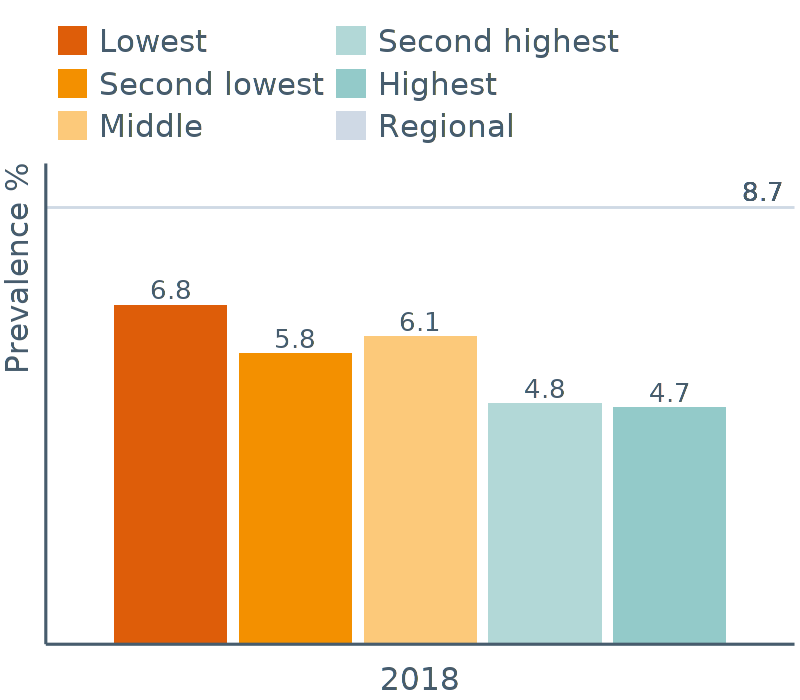 Lowest
Second lowest
Middle
Second highest
Highest
Regional
Prevalence %
8.7
6.8
5.8
6.1
4.8
4.7
2018